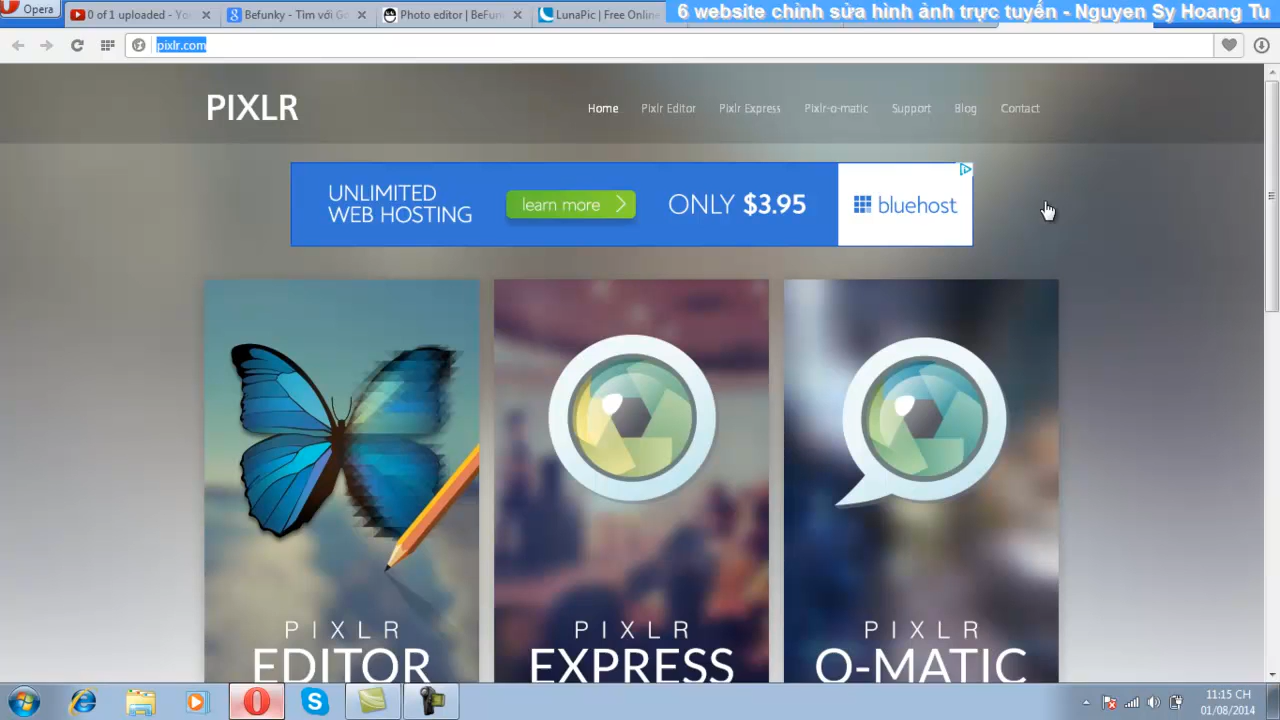 Opera
0 of 1 uploaded - Yo
Befunky - Tìm với Go
Photo editor | BeFun
LunaPic | Free Online
6 website chỉnh sửa hình ảnh trực tuyến - Nguyen Sy Hoang Tu
pixlr.com
PIXLR
Home
Pixlr Editor
Pixlr Express
Pixlr-o-matic
Support
Blog
Contact
UNLIMITED
WEB HOSTING
learn more
ONLY $3.95
bluehost
PIXLR
EDITOR
PIXLR
EXPRESS
PIXLR
O-MATIC
11:15 CH
01/08/2014